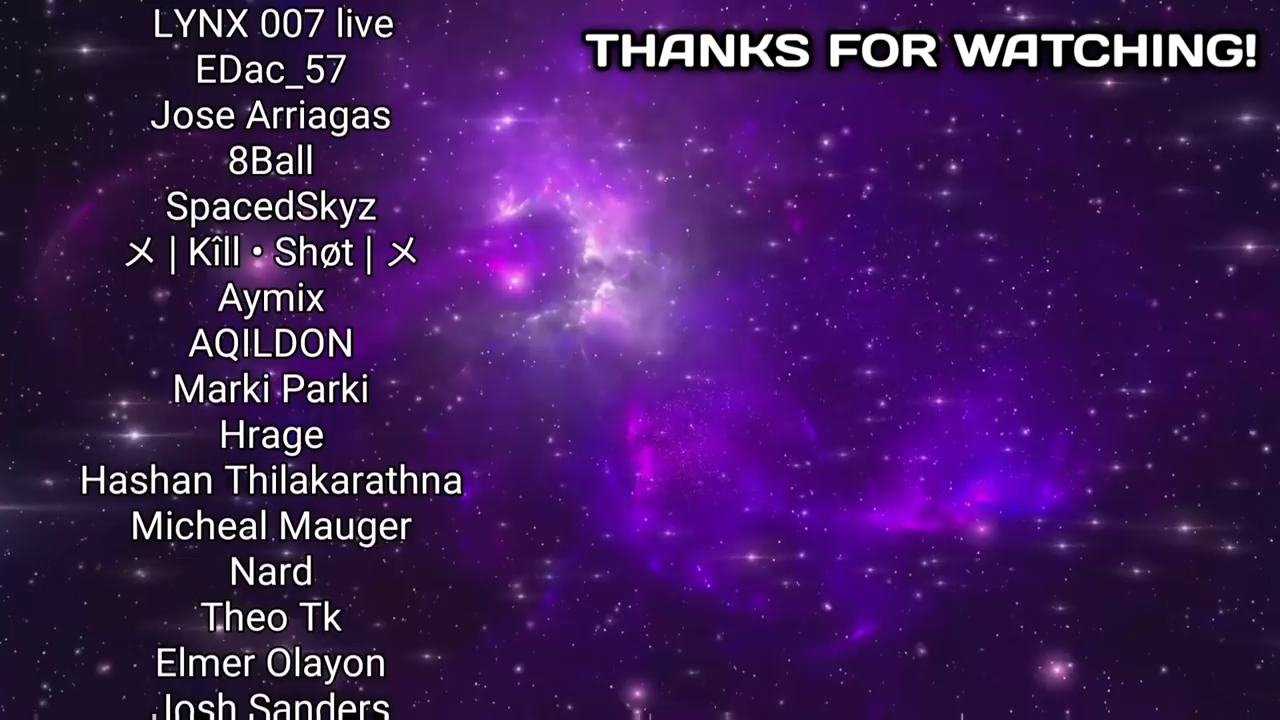 LYNX 007 live
EDac_57
Jose Arriagas
8Ball
SpacedSkyz
メ | Kîll • Shøt | メ
Aymix
AQILDON
Marki Parki
Hrage
Hashan Thilakarathna
Micheal Mauger
Nard
Theo Tk
Elmer Olayon
Josh Sanders
THANKS FOR WATCHING!